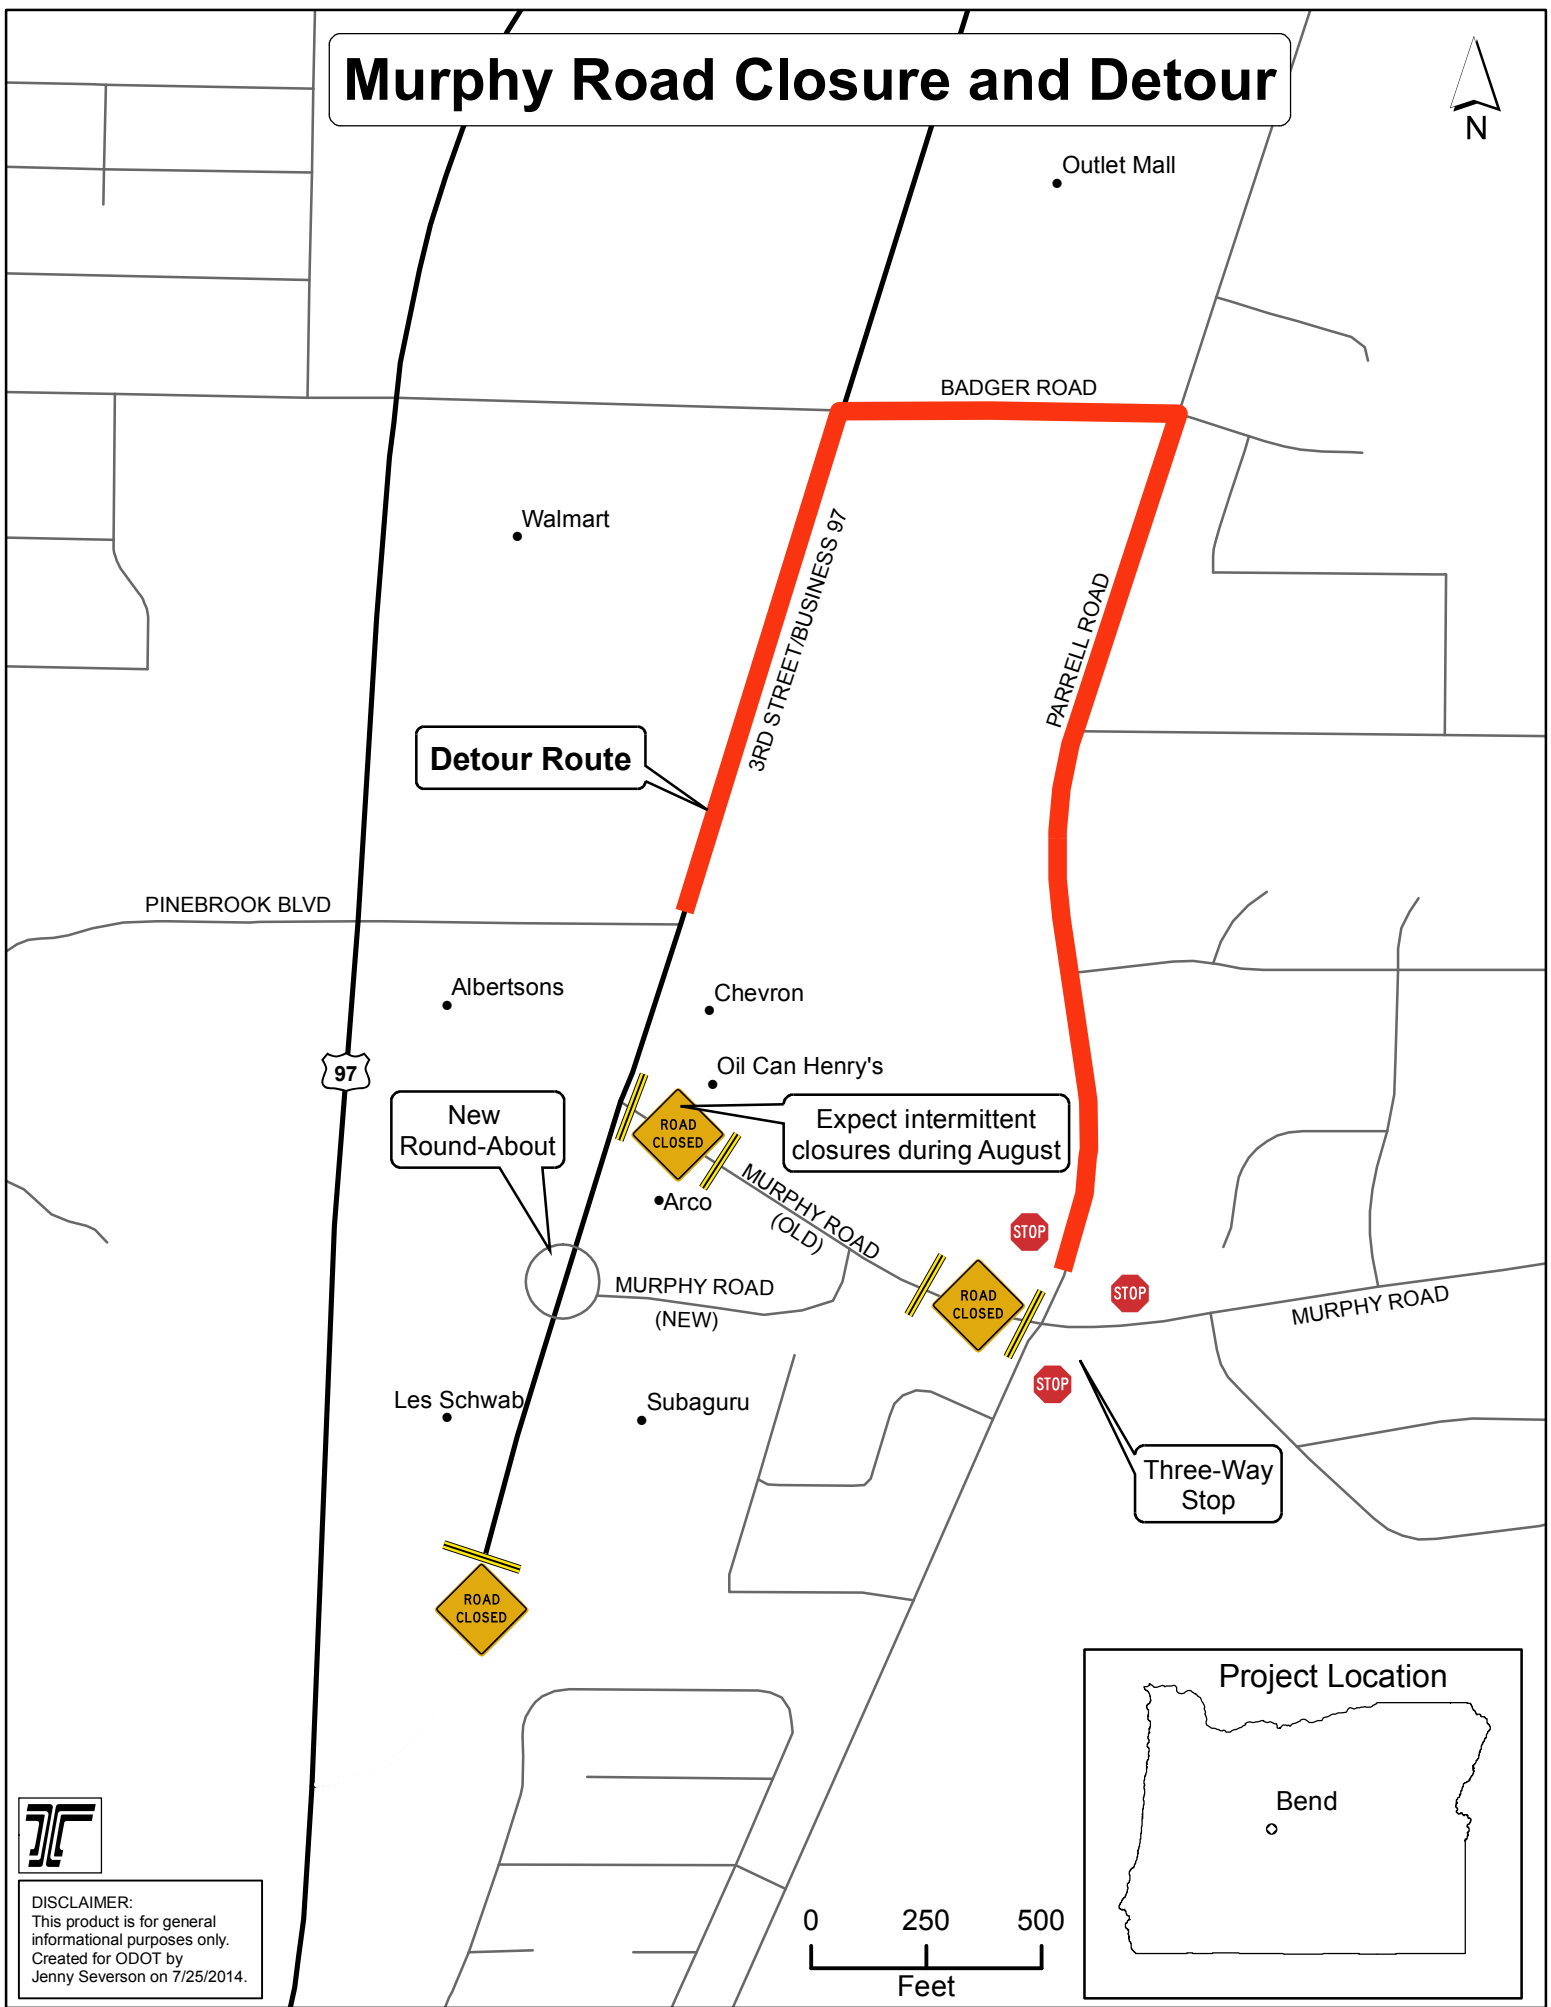 Murphy Road Closure and Detour
N
Outlet Mall
BADGER ROAD
Walmart
3RD STREET/BUSINESS 97
PARRELL ROAD
Detour Route
PINEBROOK BLVD
Albertsons
Chevron
97
Oil Can Henry's
New
Round-About
ROAD
CLOSED
Expect intermittent
closures during August
Arco
MURPHY ROAD
(OLD)
STOP
MURPHY ROAD
(NEW)
ROAD
CLOSED
STOP
MURPHY ROAD
STOP
Les Schwab
Subaguru
Three-Way
Stop
ROAD
CLOSED
Project Location
Bend
DISCLAIMER:
This product is for general
informational purposes only.
Created for ODOT by
Jenny Severson on 7/25/2014.
0 250 500
Feet